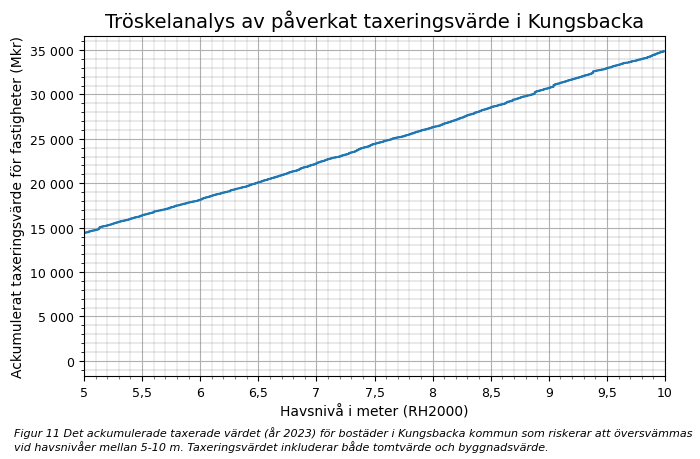 Tröskelanalys av påverkat taxeringsvärde i Kungsbacka
Ackumulerat taxeringsvärde för fastigheter (Mkr)
35 000
30 000
25 000
20 000
15 000
10 000
5 000
0
5 5,5 6 6,5 7 7,5 8 8,5 9 9,5 10
Havsnivå i meter (RH2000)
Figur 11 Det ackumulerade taxerade värdet (år 2023) för bostäder i Kungsbacka kommun som riskerar att översvämmas
vid havsnivåer mellan 5-10 m. Taxeringsvärdet inkluderar både tomtvärde och byggnadsvärde.